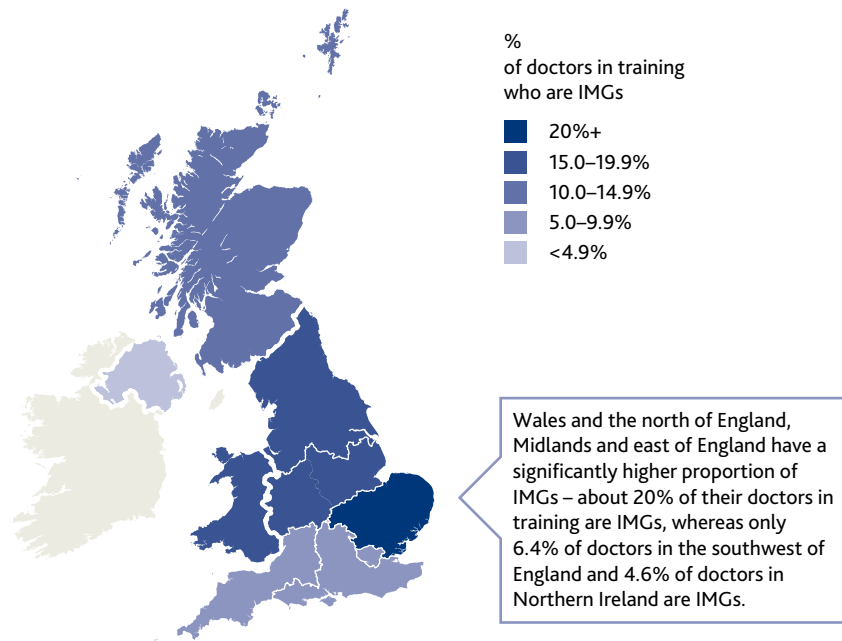 %
of doctors in training
who are IMGs
20%+
15.0–19.9%
10.0–14.9%
5.0–9.9%
<4.9%
Wales and the north of England,
Midlands and east of England have a
significantly higher proportion of
IMGs – about 20% of their doctors in
training are IMGs, whereas only
6.4% of doctors in the southwest of
England and 4.6% of doctors in
Northern Ireland are IMGs.